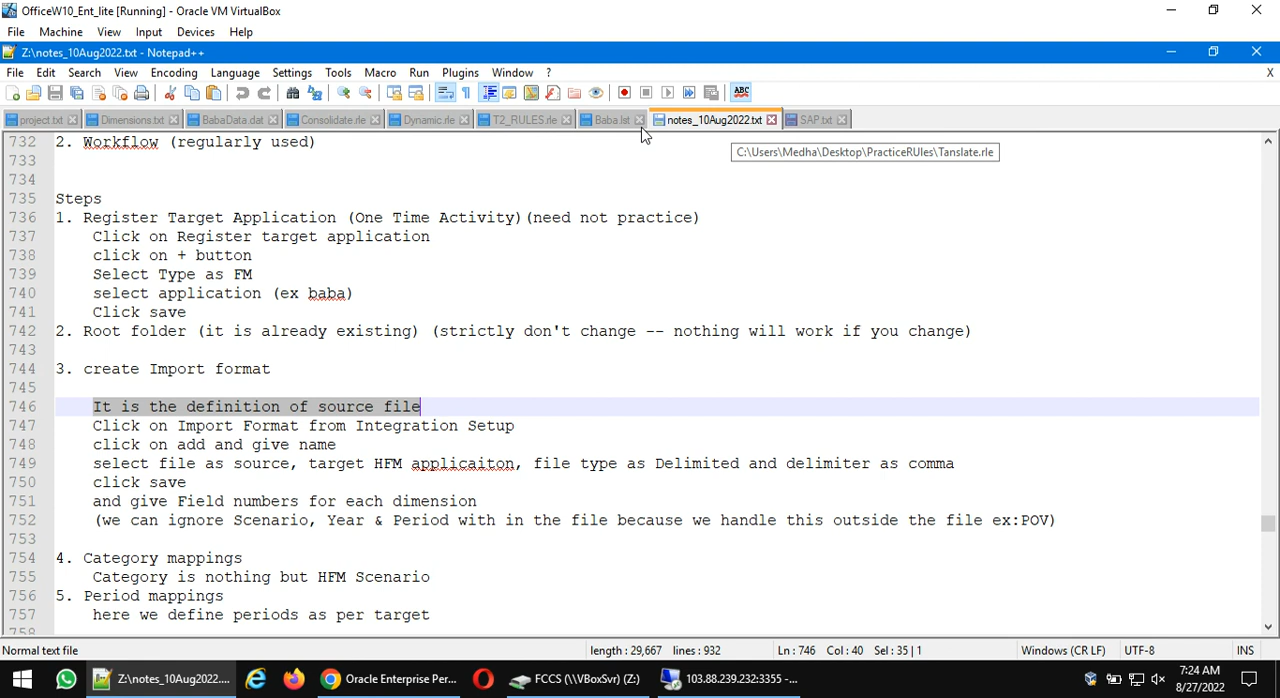 OfficeW10_Ent_lite [Running] - Oracle VM VirtualBox
File Machine View Input Devices Help
Z:\notes_10Aug2022.txt - Notepad++
File Edit Search View Encoding Language Settings Tools Macro Run Plugins Window ? X
ABC
project.txt Dimensions.txt BabaData.dat Consolidate.rle Dynamic.rle T2_RULES.rle Baba.lst notes_10Aug2022.txt SAP.txt
C:\Users\Medha\Desktop\PracticeRUles\Tanslate.rle
732 2. Workflow (regularly used)
733
734
735 Steps
736 1. Register Target Application (One Time Activity)(need not practice)
737 Click on Register target application
738 click on + button
739 Select Type as FM
740 select application (ex baba)
741 Click save
742 2. Root folder (it is already existing) (strictly don't change -- nothing will work if you change)
743
744 3. create Import format
745
746 It is the definition of source file
747 Click on Import Format from Integration Setup
748 click on add and give name
749 select file as source, target HFM applicaiton, file type as Delimited and delimiter as comma
750 click save
751 and give Field numbers for each dimension
752 (we can ignore Scenario, Year & Period with in the file because we handle this outside the file ex:POV)
753
754 4. Category mappings
755 Category is nothing but HFM Scenario
756 5. Period mappings
757 here we define periods as per target
758
Normal text file length : 29,667 lines : 932 Ln : 746 Col : 40 Sel : 35 | 1 Windows (CR LF) UTF-8 INS
Z:\notes_10Aug2022.... Oracle Enterprise Per... FCCS (\\VBoxSvr) (Z:) 103.88.239.232:3355 -...
7:24 AM
8/27/2022